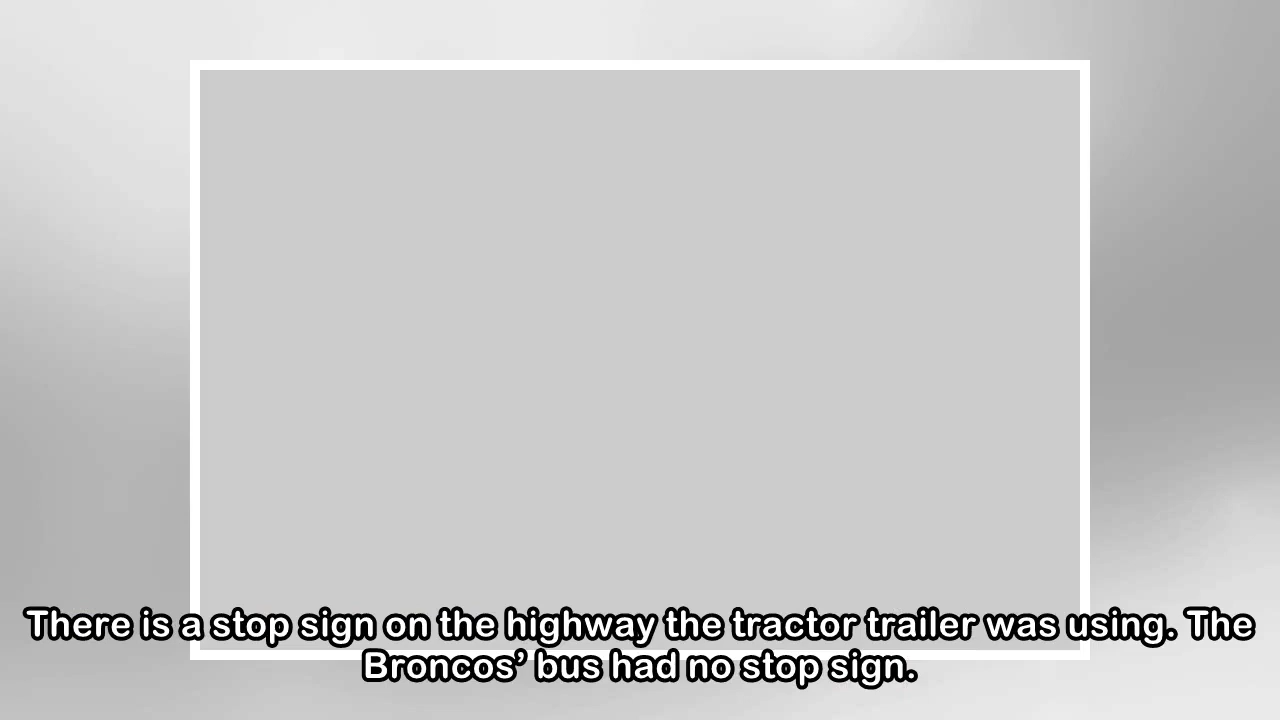 There is a stop sign on the highway the tractor trailer was using. The
Broncos’ bus had no stop sign.